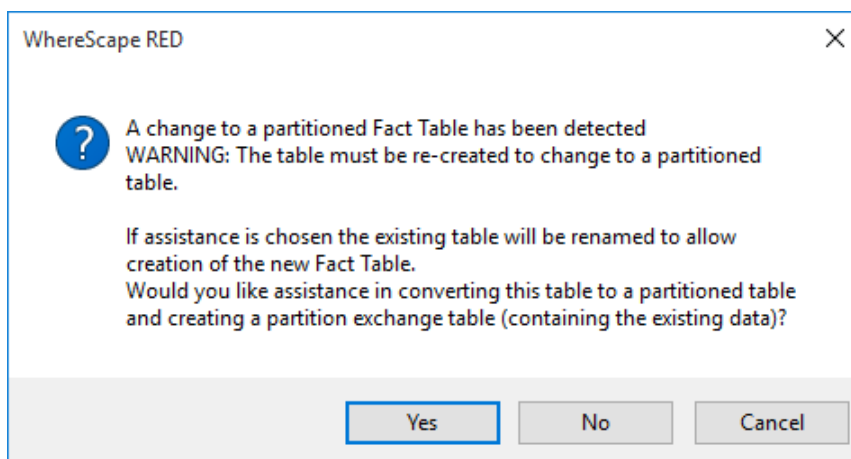 WhereScape RED
A change to a partitioned Fact Table has been detected
WARNING: The table must be re-created to change to a partitioned
table.
If assistance is chosen the existing table will be renamed to allow
creation of the new Fact Table.
Would you like assistance in converting this table to a partitioned table
and creating a partition exchange table (containing the existing data)?
Yes
No
Cancel